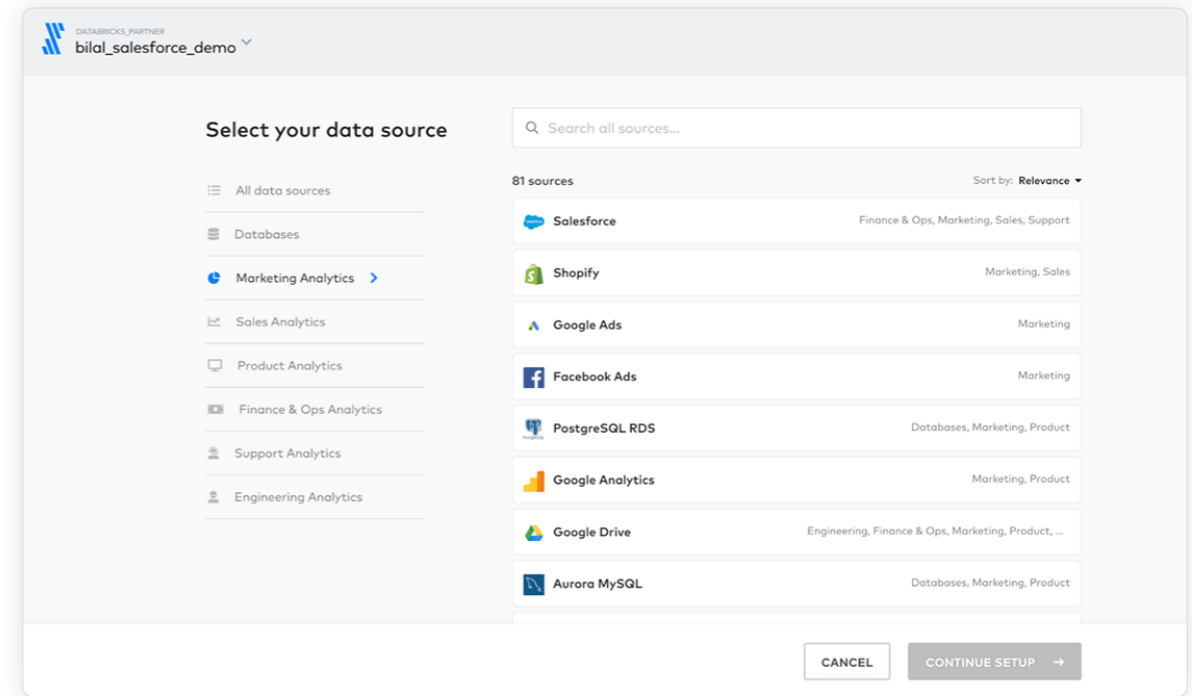 DATABRICKS_PARTNER
bilal_salesforce_demo
Select your data source
All data sources
Databases
Marketing Analytics
Sales Analytics
Product Analytics
Finance & Ops Analytics
Support Analytics
Engineering Analytics
Search all sources...
81 sources
Sort by: Relevance
Salesforce
Finance & Ops, Marketing, Sales, Support
Shopify
Marketing, Sales
Google Ads
Marketing
Facebook Ads
Marketing
PostgreSQL RDS
Databases, Marketing, Product
Google Analytics
Marketing, Product
Google Drive
Engineering, Finance & Ops, Marketing, Product, ...
Aurora MySQL
Databases, Marketing, Product
CANCEL
CONTINUE SETUP